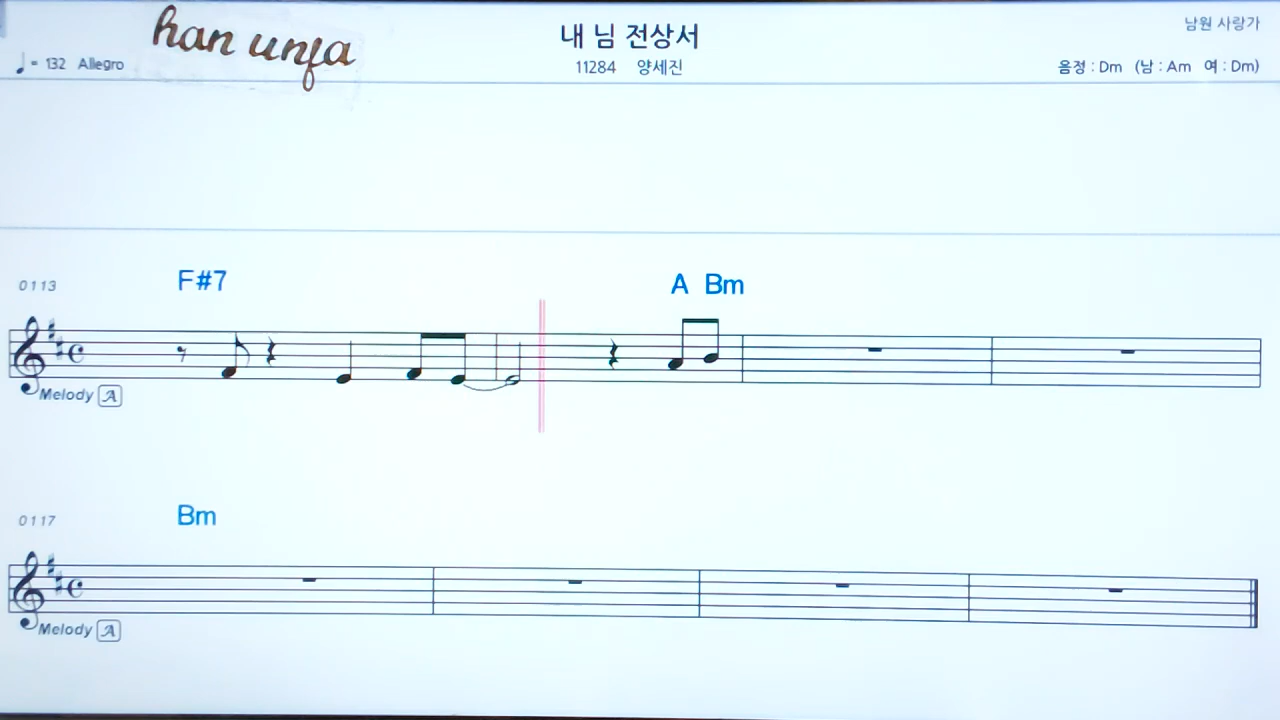 han unfa
내 님 전상서
남원 사랑가
♩= 132 Allegro
11284 양세진
음정 : Dm (남 : Am 여 : Dm)
0113
F#7 A Bm
Melody A
0117
Bm
Melody A